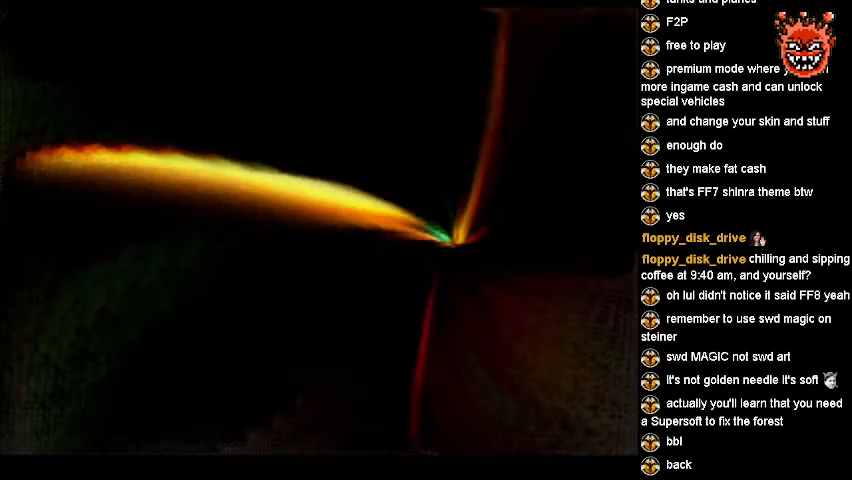 tanks and planes
F2P
free to play
premium mode where
more ingame cash and can unlock
special vehicles
and change your skin and stuff
enough do
they make fat cash
that's FF7 shinra theme btw
yes
floppy_disk_drive
floppy_disk_drive chilling and sipping
coffee at 9:40 am, and yourself?
oh lul didn't notice it said FF8 yeah
remember to use swd magic on
steiner
swd MAGIC not swd art
it's not golden needle it's soft
actually you'll learn that you need
a Supersoft to fix the forest
bbl
back